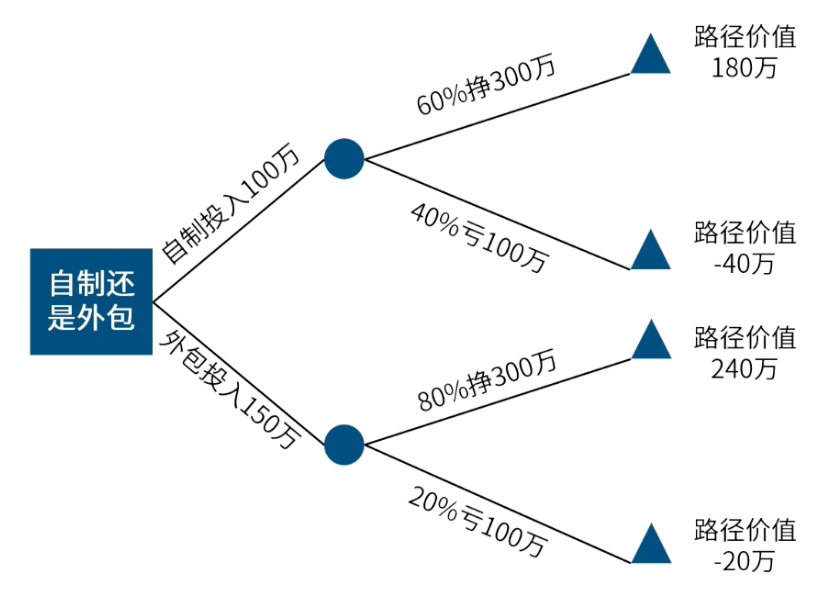 路径价值
180万
60%挣300万
自制投入100万
40%亏100万
路径价值
-40万
自制还
是外包
路径价值
240万
外包投入150万
80%挣300万
20%亏100万
路径价值
-20万